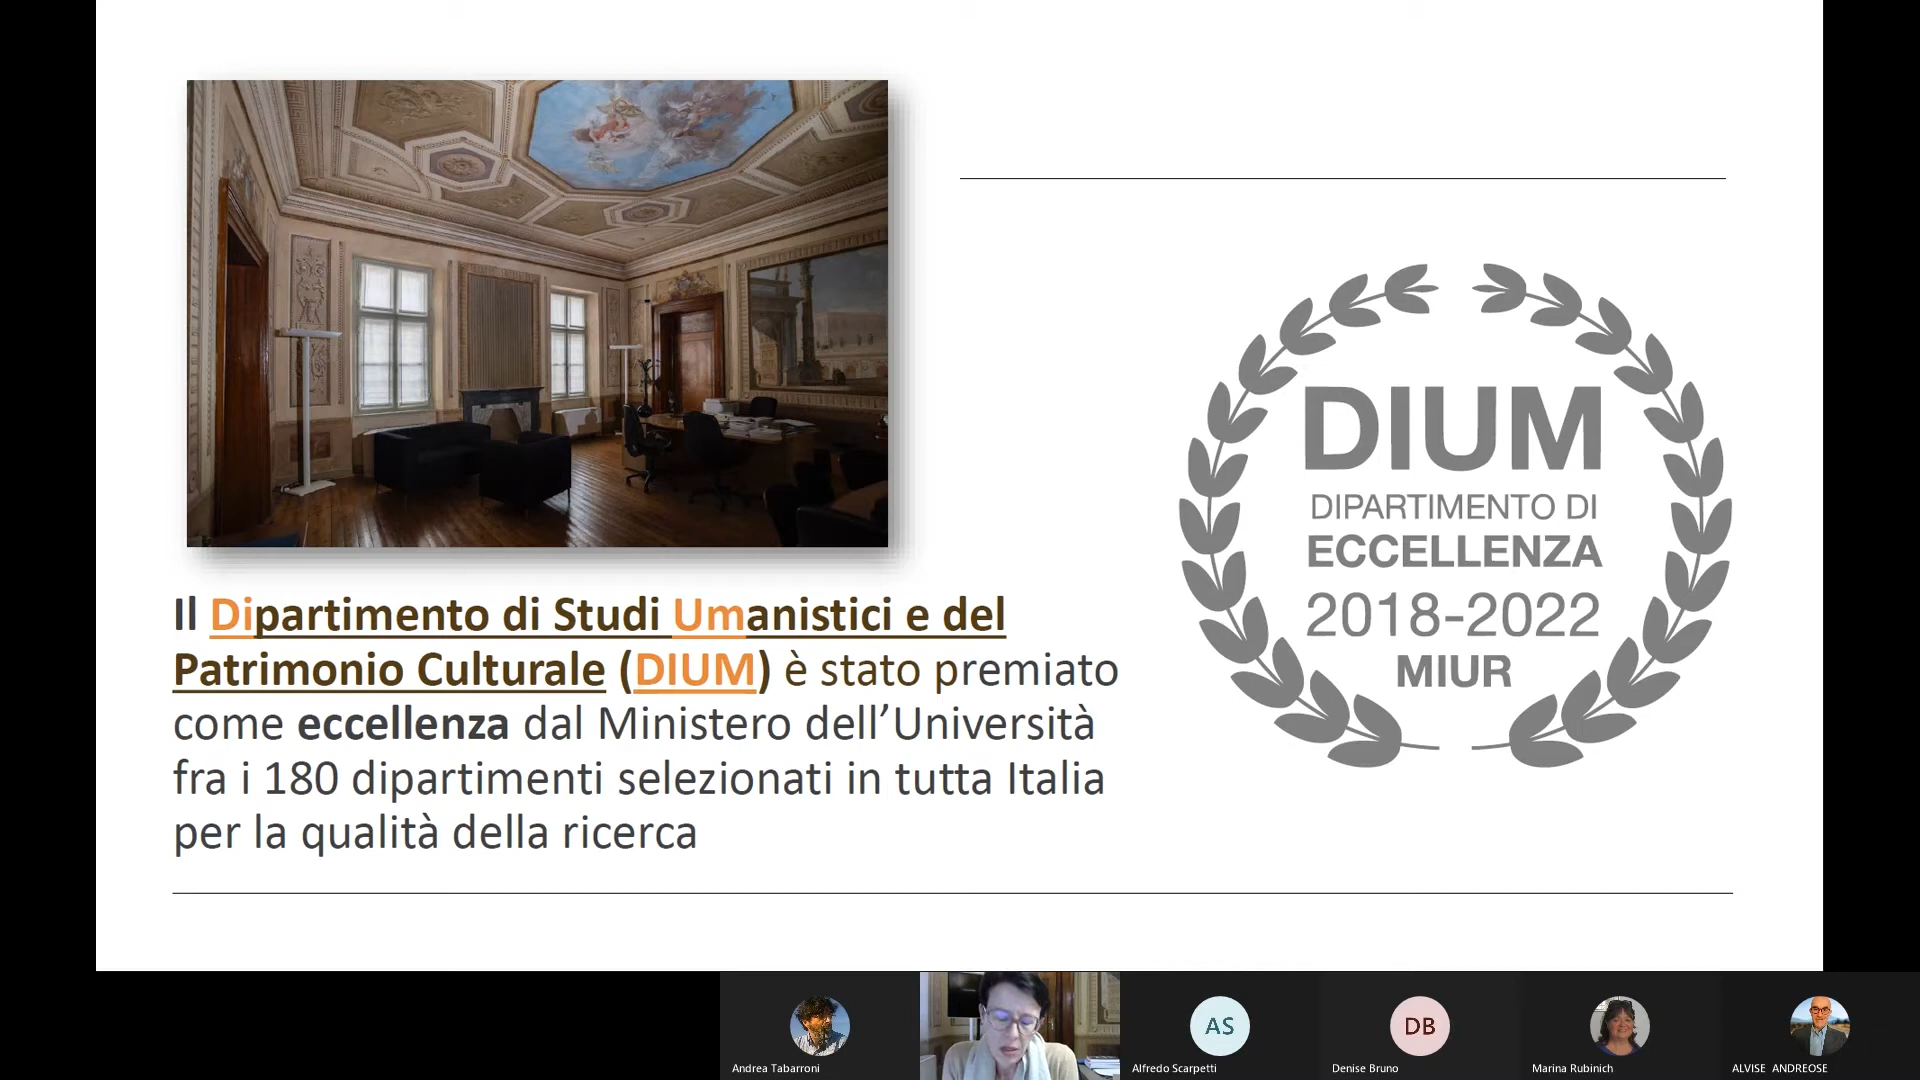 DIUM
DIPARTIMENTO DI
ECCELLENZA
2018-2022
MIUR
Il Dipartimento di Studi Umanistici e del
Patrimonio Culturale (DIUM) è stato premiato
come eccellenza dal Ministero dell’Università
fra i 180 dipartimenti selezionati in tutta Italia
per la qualità della ricerca
AS
DB
Andrea Tabarroni
Alfredo Scarpetti
Denise Bruno
Marina Rubinich
ALVISE ANDREOSE